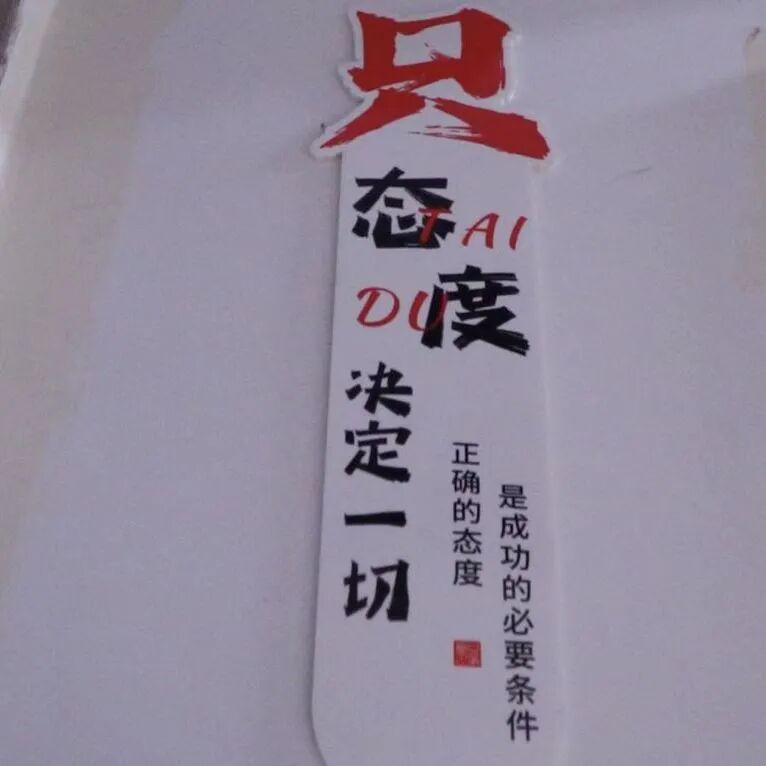 只
态
TAI
DU
度
决定一切
正确的态度
是成功的必要条件